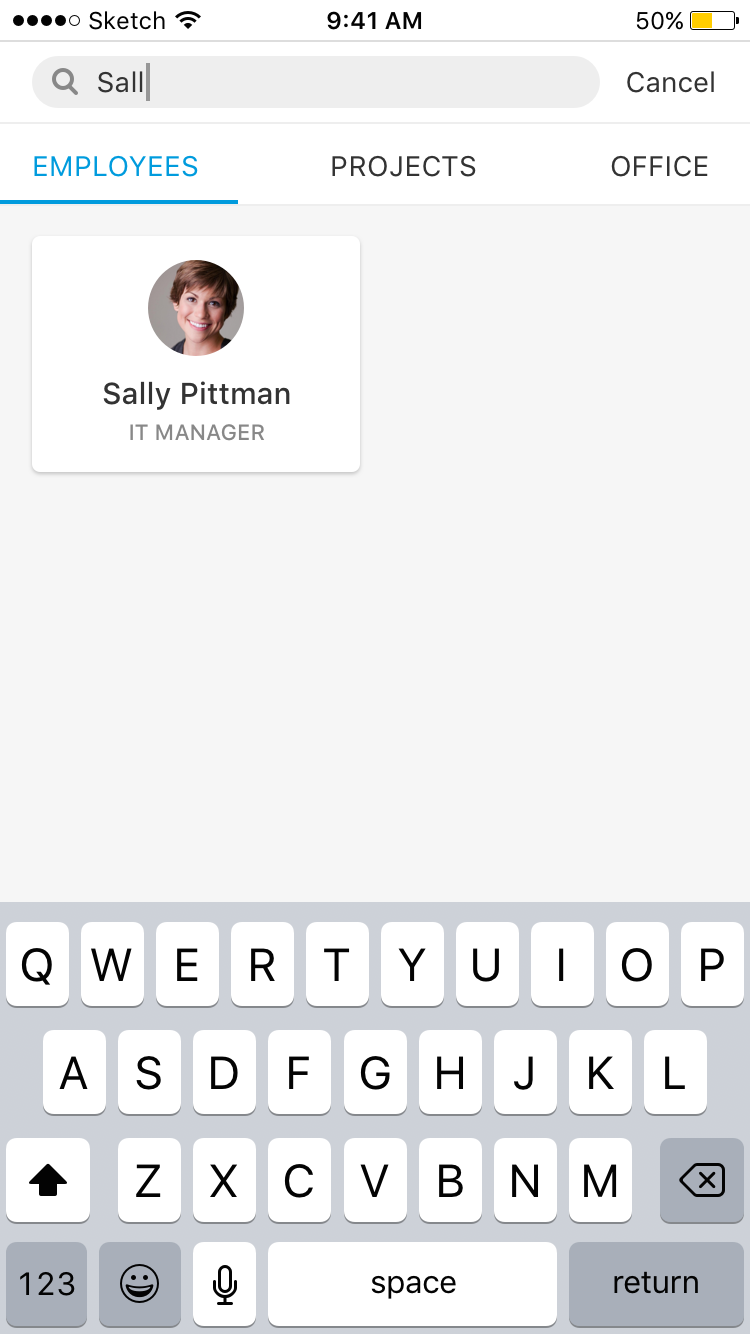 Sketch 9:41 AM 50%
Sall Cancel
EMPLOYEES PROJECTS OFFICE
Sally Pittman
IT MANAGER
Q W E R T Y U I O P
A S D F G H J K L
Z X C V B N M
123 space return